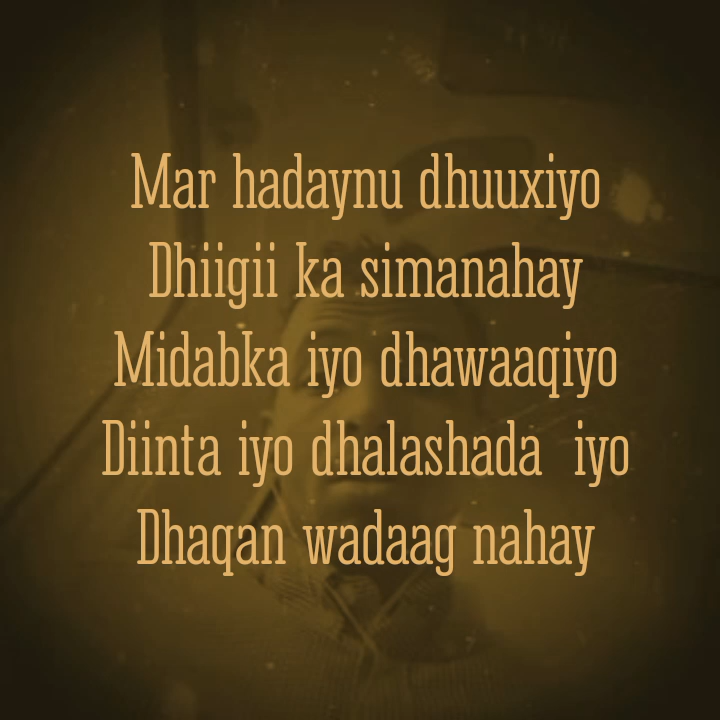 Mar hadaynu dhuuxiyo
Dhiigii ka simanahay
Midabka iyo dhawaaqiyo
Diinta iyo dhalashada iyo
Dhaqan wadaag nahay